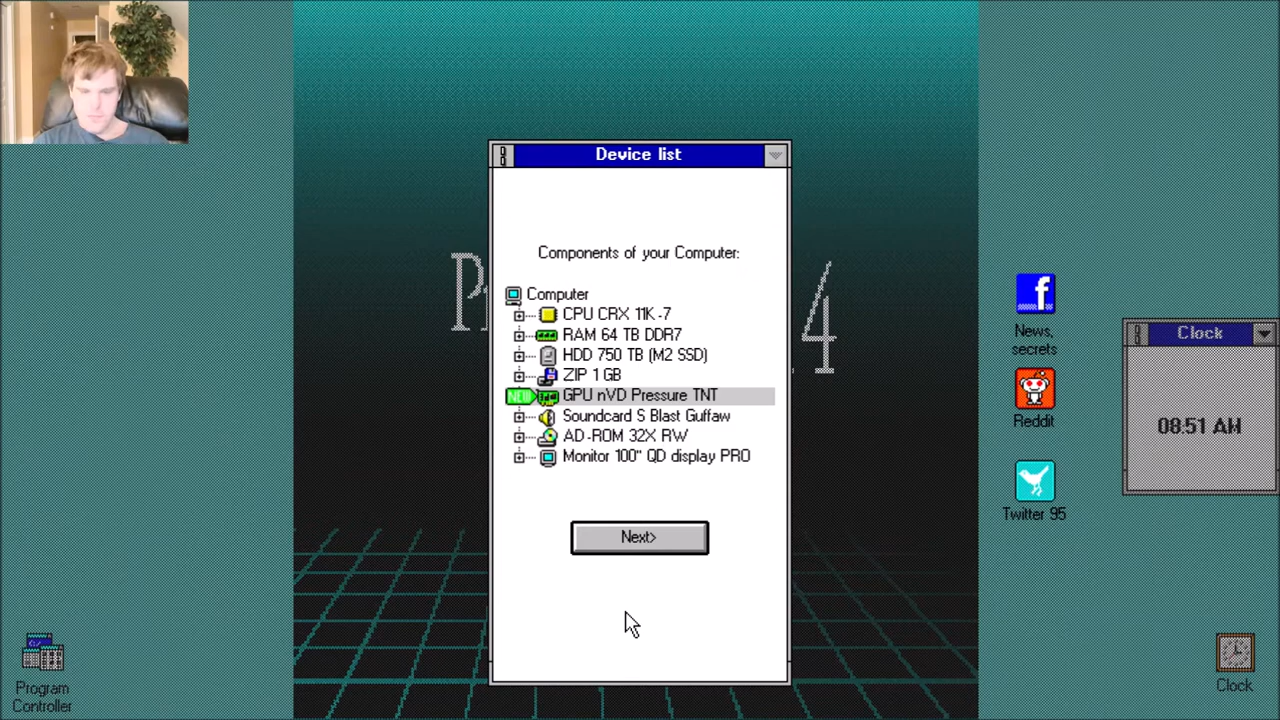 Device list
Components of your Computer:
Computer
CPU CRX 11K-7
RAM 64 TB DDR7
HDD 750 TB (M2 SSD)
ZIP 1 GB
NEW GPU nVD Pressure TNT
Soundcard S Blast Guffaw
AD-ROM 32X RW
Monitor 100" QD display PRO
Next>
P
4
f
News,
secrets
Reddit
Twitter 95
Clock
08:51 AM
Program
Controller
Clock